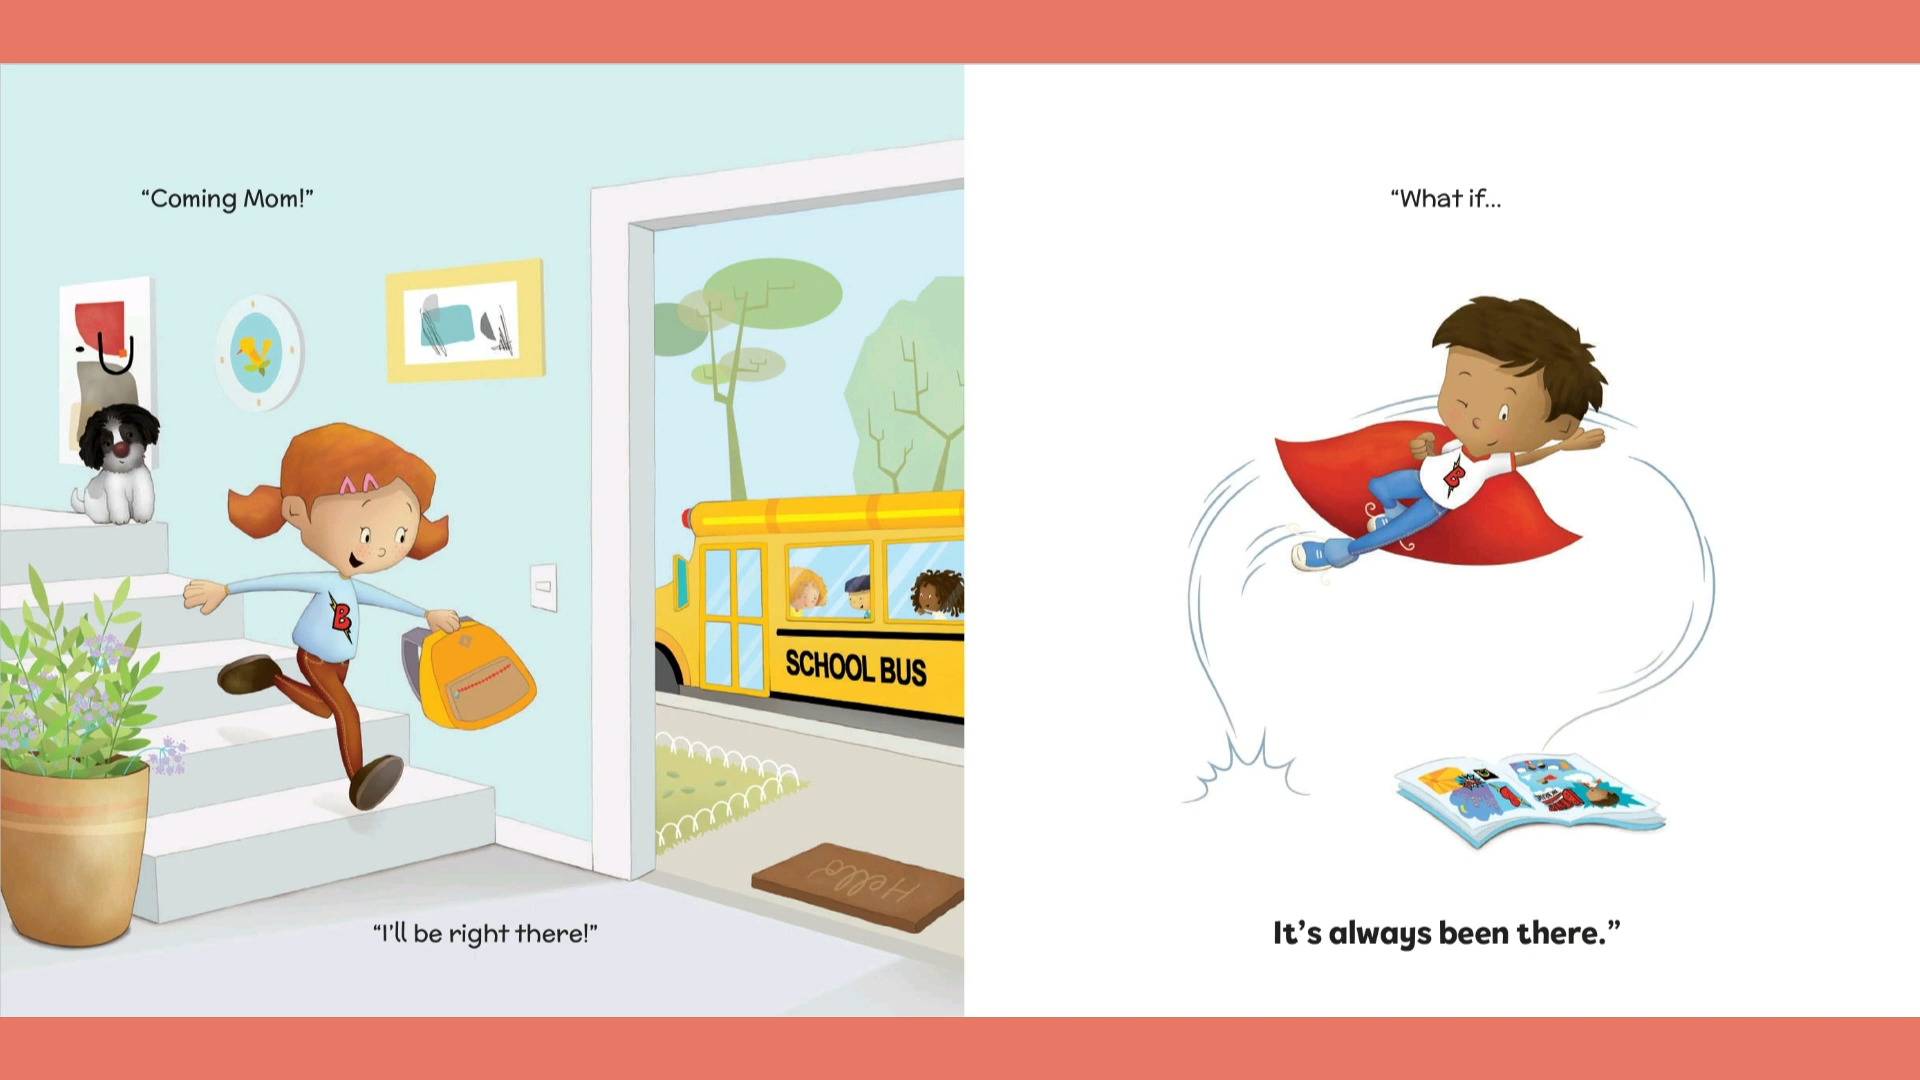 “Coming Mom!”
B
SCHOOL BUS
Hello
“I’ll be right there!”
“What if...
B
It’s always been there.”